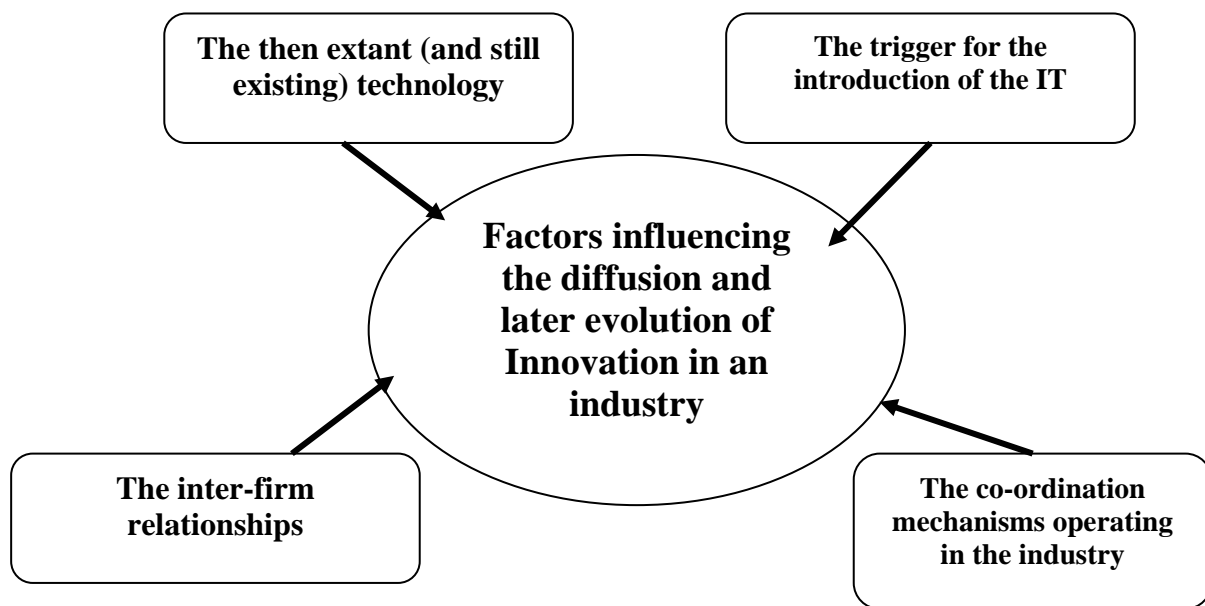 The then extant (and still
existing) technology
The trigger for the
introduction of the IT
Factors influencing
the diffusion and
later evolution of
Innovation in an
industry
The inter-firm
relationships
The co-ordination
mechanisms operating
in the industry